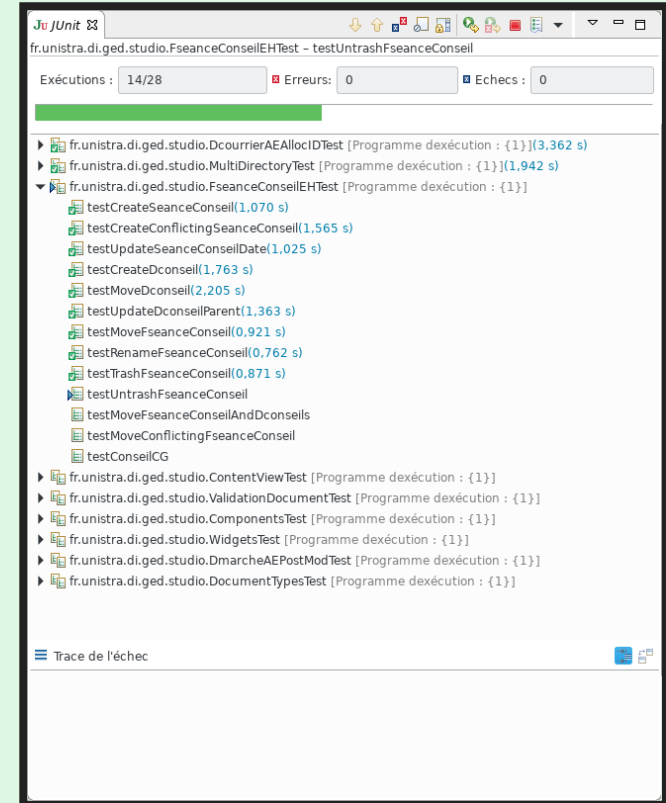 Ju JUnit
fr.unistra.di.ged.studio.FseanceConseilEHTest – testUntrashFseanceConseil
Exécutions : 14/28 Erreurs: 0 Echecs : 0
fr.unistra.di.ged.studio.DcourrierAEAllocIDTest [Programme dexécution : {1}](3,362 s)
fr.unistra.di.ged.studio.MultiDirectoryTest [Programme dexécution : {1}](1,942 s)
fr.unistra.di.ged.studio.FseanceConseilEHTest [Programme dexécution : {1}]
testCreateSeanceConseil(1,070 s)
testCreateConflictingSeanceConseil(1,565 s)
testUpdateSeanceConseilDate(1,025 s)
testCreateDconseil(1,763 s)
testMoveDconseil(2,205 s)
testUpdateDconseilParent(1,363 s)
testMoveFseanceConseil(0,921 s)
testRenameFseanceConseil(0,762 s)
testTrashFseanceConseil(0,871 s)
testUntrashFseanceConseil
testMoveFseanceConseilAndDconseils
testMoveConflictingFseanceConseil
testConseilCG
fr.unistra.di.ged.studio.ContentViewTest [Programme dexécution : {1}]
fr.unistra.di.ged.studio.ValidationDocumentTest [Programme dexécution : {1}]
fr.unistra.di.ged.studio.ComponentsTest [Programme dexécution : {1}]
fr.unistra.di.ged.studio.WidgetsTest [Programme dexécution : {1}]
fr.unistra.di.ged.studio.DmarcheAEPostModTest [Programme dexécution : {1}]
fr.unistra.di.ged.studio.DocumentTypesTest [Programme dexécution : {1}]
Trace de l'échec